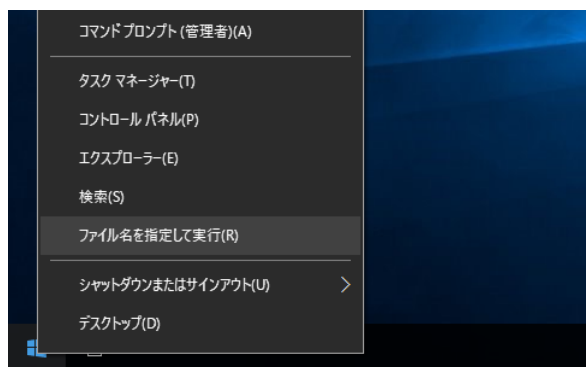 コマンド プロンプト (管理者)(A)
タスク マネージャー(T)
コントロール パネル(P)
エクスプローラー(E)
検索(S)
ファイル名を指定して実行(R)
シャットダウンまたはサインアウト(U)
デスクトップ(D)